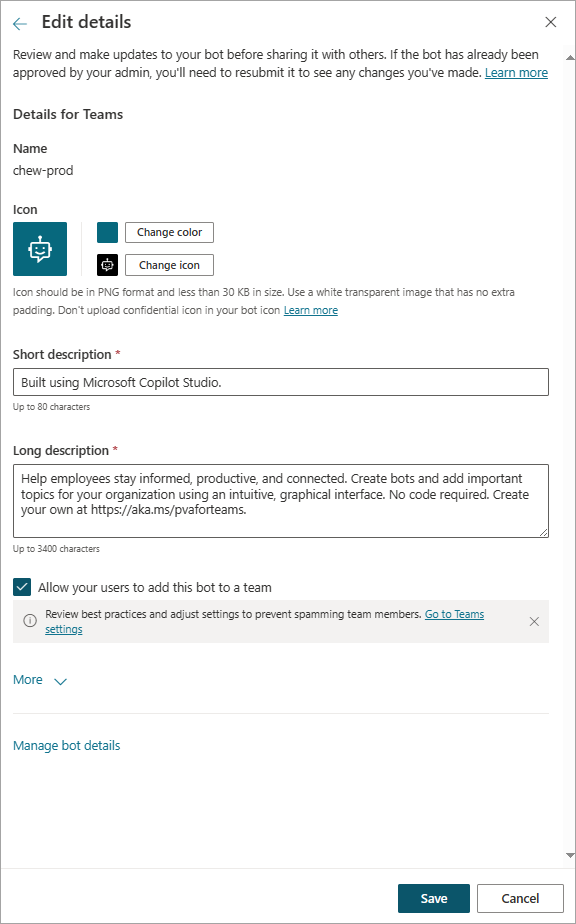 Edit details
Review and make updates to your bot before sharing it with others. If the bot has already been
approved by your admin, you'll need to resubmit it to see any changes you've made. Learn more
Details for Teams
Name
chew-prod
Icon
Change color
Change icon
Icon should be in PNG format and less than 30 KB in size. Use a white transparent image that has no extra
padding. Don't upload confidential icon in your bot icon Learn more
Short description *
Built using Microsoft Copilot Studio.
Up to 80 characters
Long description *
Help employees stay informed, productive, and connected. Create bots and add important
topics for your organization using an intuitive, graphical interface. No code required. Create
your own at https://aka.ms/pvaforteams.
Up to 3400 characters
Allow your users to add this bot to a team
Review best practices and adjust settings to prevent spamming team members. Go to Teams
settings
More
Manage bot details
Save
Cancel